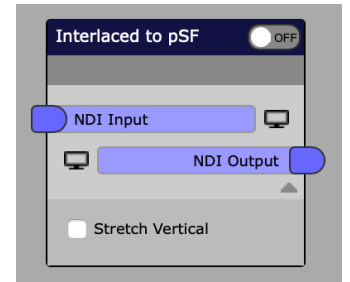 Interlaced to pSF
OFF
NDI Input
NDI Output
Stretch Vertical